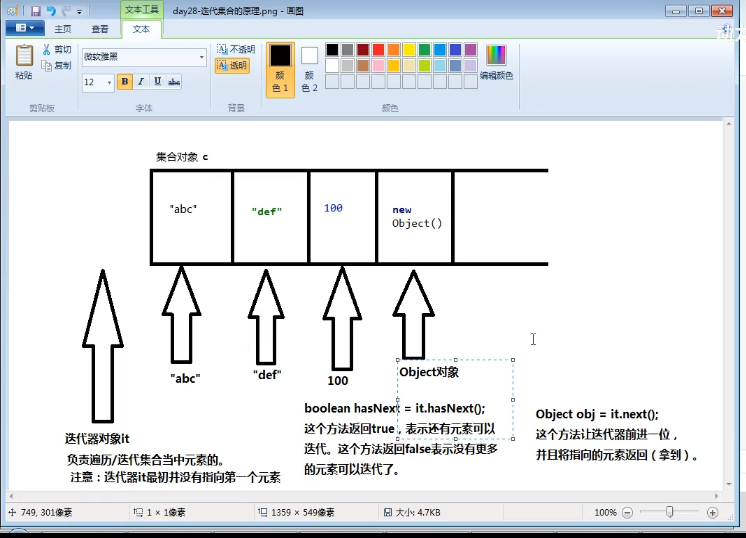 文本工具
day28-迭代集合的原理.png - 画图
主页
查看
文本
粘贴
剪切
复制
剪贴板
微软雅黑
12
B
I
U
abc
字体
不透明
透明
背景
颜
色 1
颜
色 2
编辑颜色
颜色
集合对象 c
"abc"
"def"
100
new
Object()
"abc"
"def"
100
Object对象
迭代器对象it
负责遍历/迭代集合当中元素的。
注意：迭代器it最初并没有指向第一个元素
boolean hasNext = it.hasNext();
这个方法返回true，表示还有元素可以
迭代。这个方法返回false表示没有更多
的元素可以迭代了。
Object obj = it.next();
这个方法让迭代器前进一位，
并且将指向的元素返回（拿到）。
749, 301像素
1 × 1像素
1359 × 549像素
大小: 4.7KB
100%